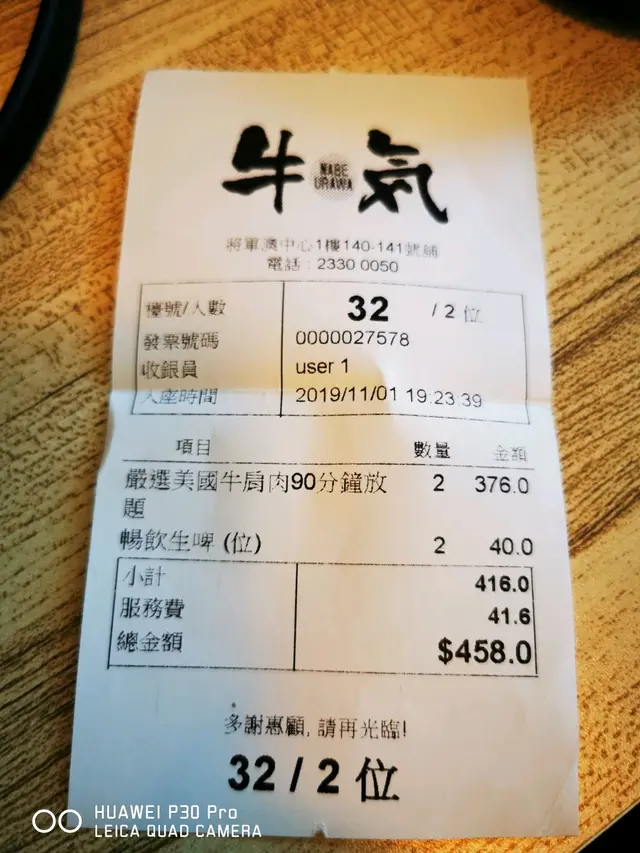 牛 NABE URAWA 気
將軍澳中心1樓140-141號舖
電話 : 2330 0050
檯號/人數 32 / 2 位
發票號碼 0000027578
收銀員 user 1
入座時間 2019/11/01 19:23:39
項目 數量 金額
嚴選美國牛肩肉90分鐘放 2 376.0
題
暢飲生啤 (位) 2 40.0
小計 416.0
服務費 41.6
總金額 $458.0
多謝惠顧, 請再光臨!
32 / 2 位
HUAWEI P30 Pro
LEICA QUAD CAMERA